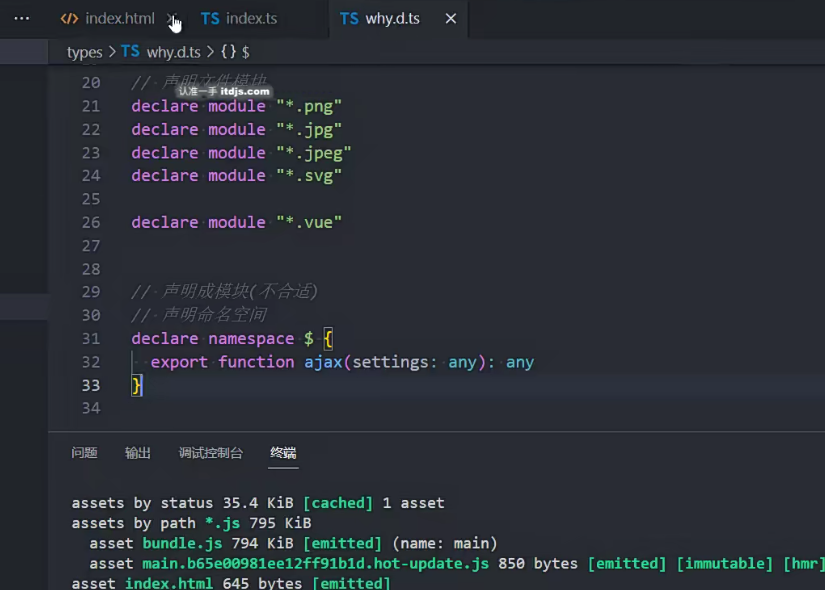 ··· index.html × TS index.ts TS why.d.ts ×
types > TS why.d.ts > {} $
20 // 声明文件模块
认准一手 itdjs.com
21 declare module "*.png"
22 declare module "*.jpg"
23 declare module "*.jpeg"
24 declare module "*.svg"
25
26 declare module "*.vue"
27
28
29 // 声明成模块(不合适)
30 // 声明命名空间
31 declare namespace $ {
32 export function ajax(settings: any): any
33 }
34
问题 输出 调试控制台 终端
assets by status 35.4 KiB [cached] 1 asset
assets by path *.js 795 KiB
asset bundle.js 794 KiB [emitted] (name: main)
asset main.b65e00981ee12ff91b1d.hot-update.js 850 bytes [emitted] [immutable] [hmr]
asset index.html 645 bytes [emitted]